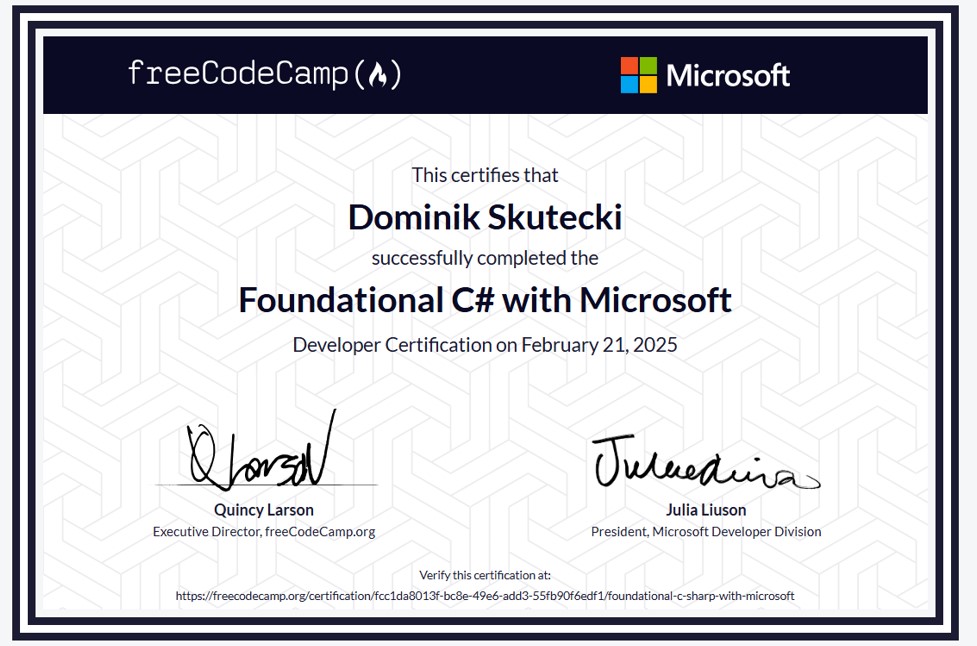 freeCodeCamp
Microsoft
This certifies that
Dominik Skutecki
successfully completed the
Foundational C# with Microsoft
Developer Certification on February 21, 2025
Quincy Larson
Executive Director, freeCodeCamp.org
Julia Liuson
President, Microsoft Developer Division
Verify this certification at:
https://freecodecamp.org/certification/fcc1da8013f-bc8e-49e6-add3-55fb90f6edf1/foundational-c-sharp-with-microsoft